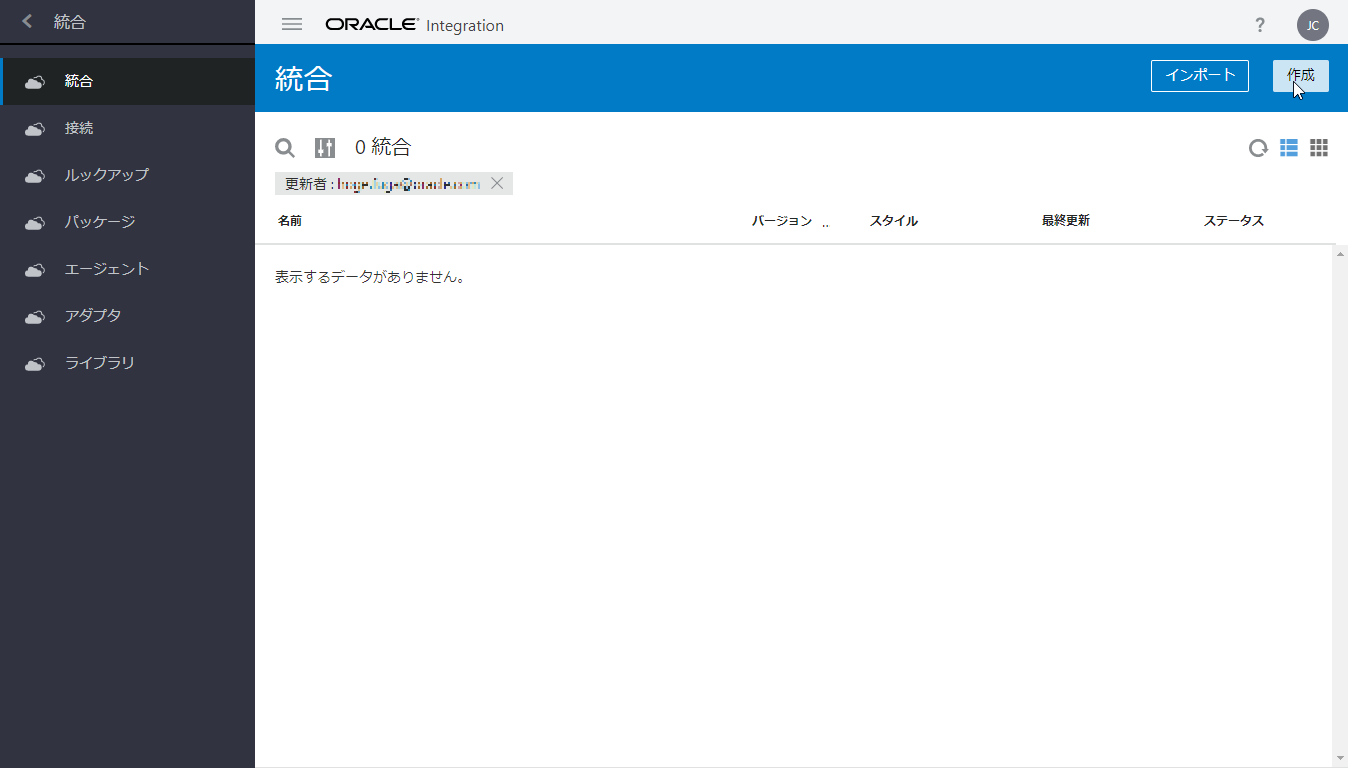 統合
ORACLE Integration
?
JC
統合
接続
ルックアップ
パッケージ
エージェント
アダプタ
ライブラリ
統合
インポート
作成
0 統合
更新者 :
名前
バージョン ..
スタイル
最終更新
ステータス
表示するデータがありません。